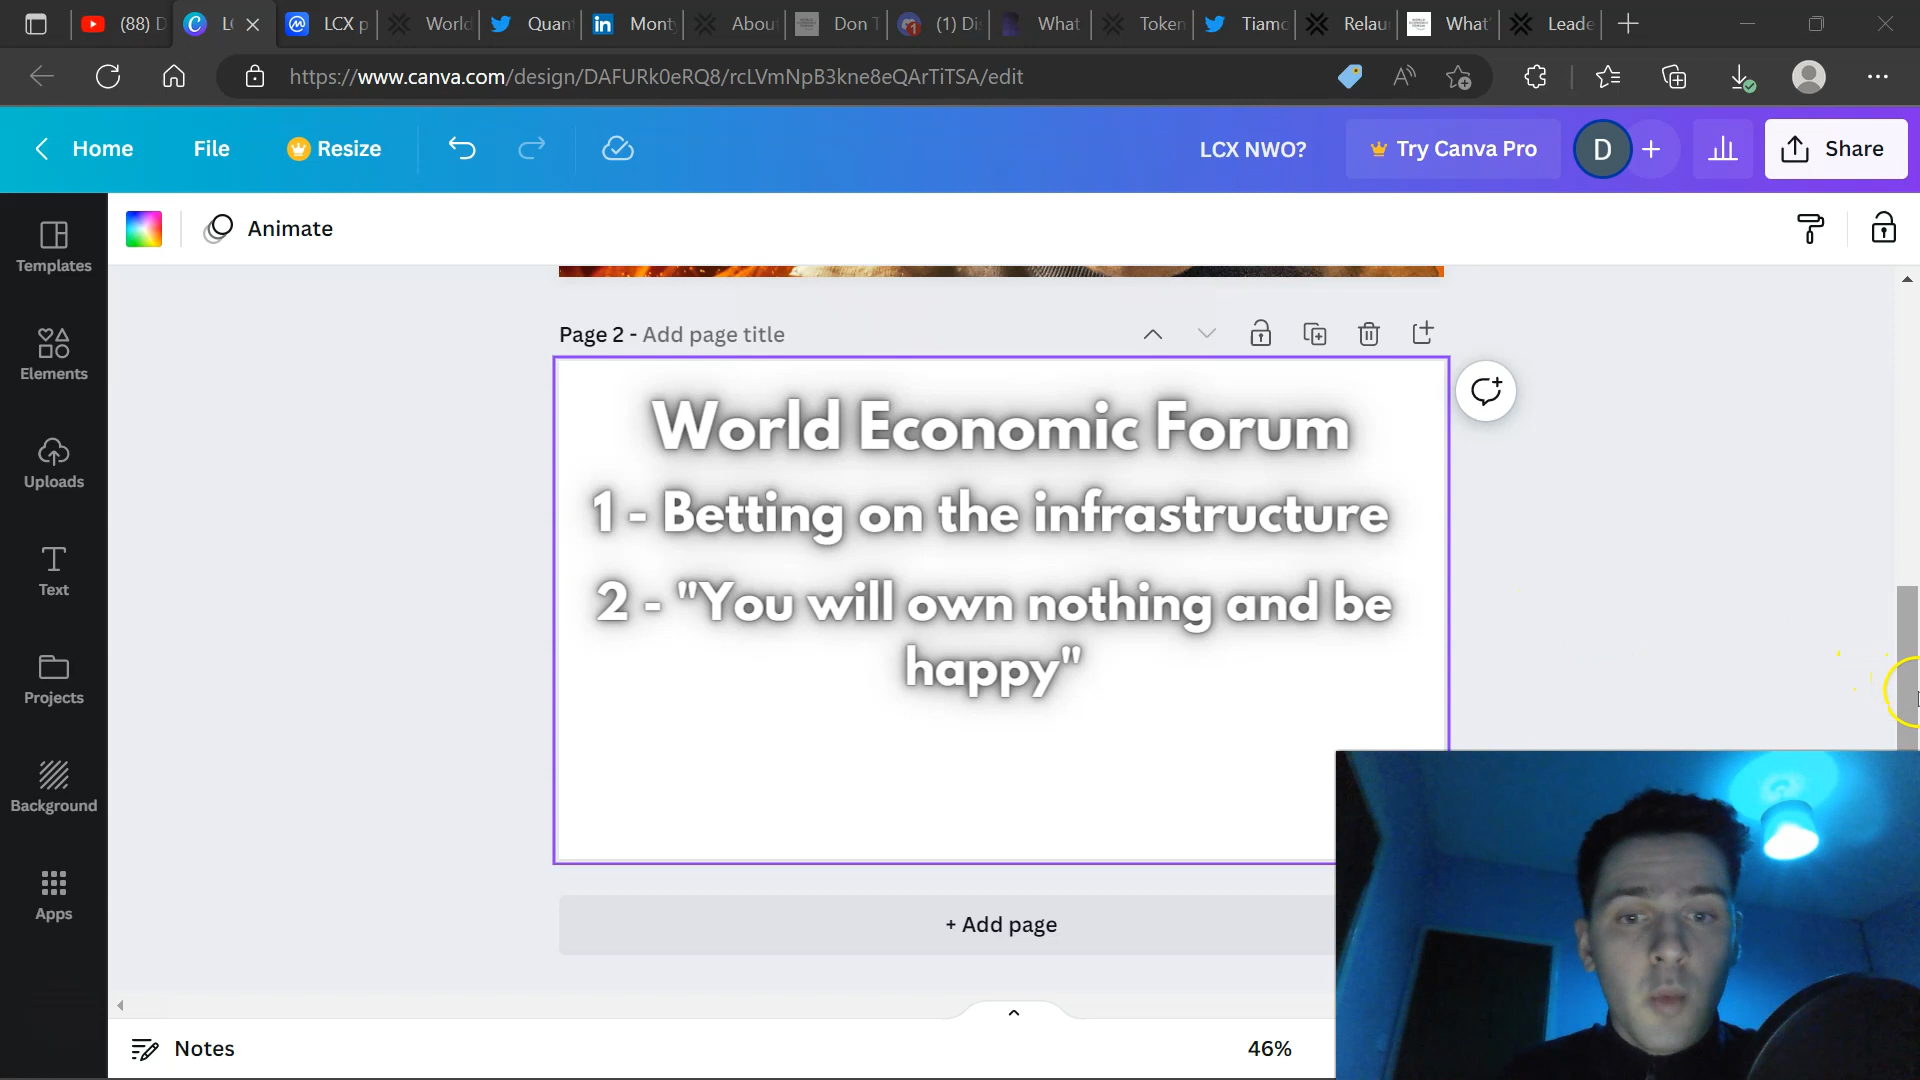 (88) D
L
LCX p
World
Quan
Mont
Abou
Don T
(1) Di
What
Token
Tiamo
Relau
What'
Leade
https://www.canva.com/design/DAFURk0eRQ8/rcLVmNpB3kne8eQArTiTSA/edit
Home
File
Resize
LCX NWO?
Try Canva Pro
D
Share
Templates
Animate
Elements
Page 2 - Add page title
World Economic Forum
1 - Betting on the infrastructure
2 - "You will own nothing and be
happy"
Uploads
Text
Projects
Background
Apps
+ Add page
Notes
46%